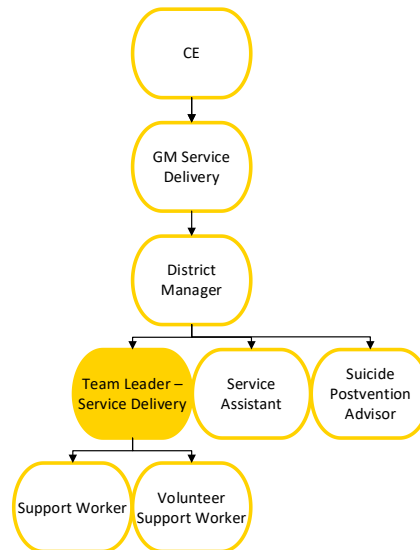 CE
GM Service
Delivery
District
Manager
Team Leader –
Service Delivery
Service
Assistant
Suicide
Postvention
Advisor
Support Worker
Volunteer
Support Worker